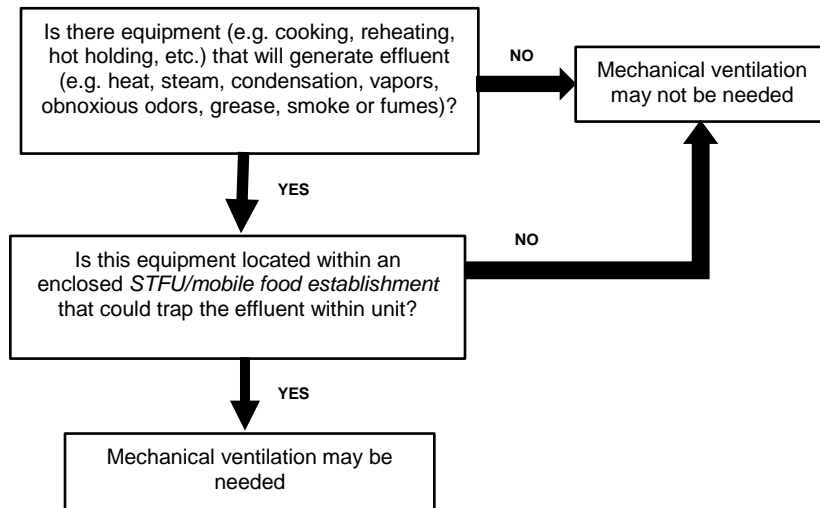 Is there equipment (e.g. cooking, reheating,
hot holding, etc.) that will generate effluent
(e.g. heat, steam, condensation, vapors,
obnoxious odors, grease, smoke or fumes)?
NO
Mechanical ventilation
may not be needed
YES
Is this equipment located within an
enclosed STFU/mobile food establishment
that could trap the effluent within unit?
NO
YES
Mechanical ventilation may be
needed